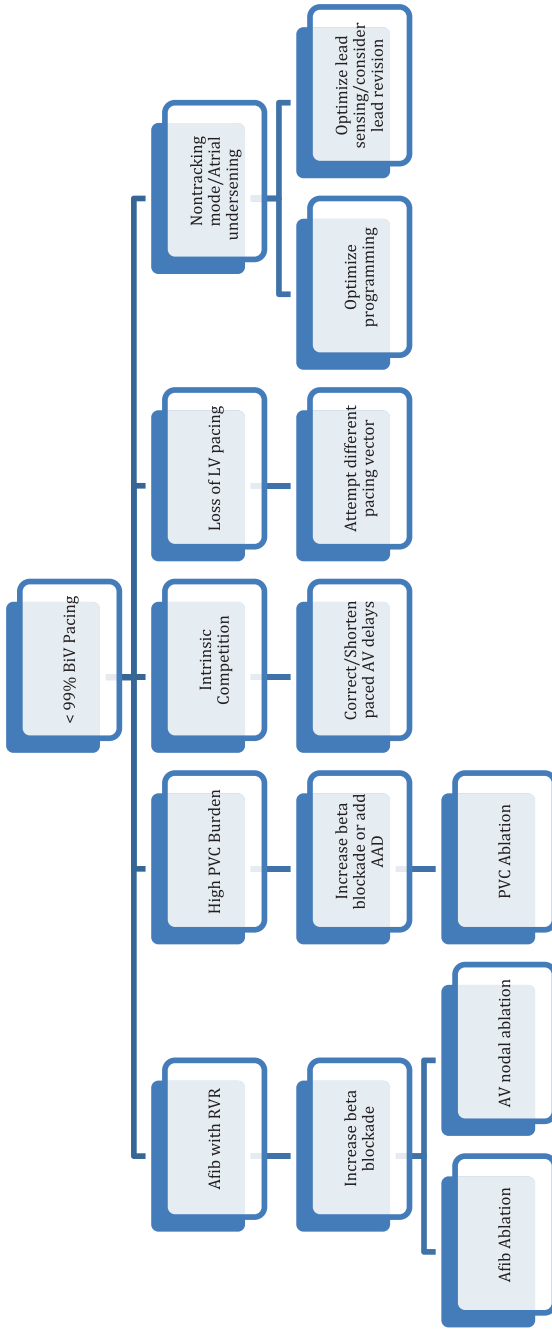 < 99% BiV Pacing
Afib with RVR
High PVC Burden
Intrinsic
Competition
Loss of LV pacing
Nontracking
mode/Atrial
undersening
Increase beta
blockade
Increase beta
blockade or add
AAD
Correct/Shorten
paced AV delays
Attempt different
pacing vector
Optimize
programming
Optimize lead
sensing/consider
lead revision
Afib Ablation
AV nodal ablation
PVC Ablation